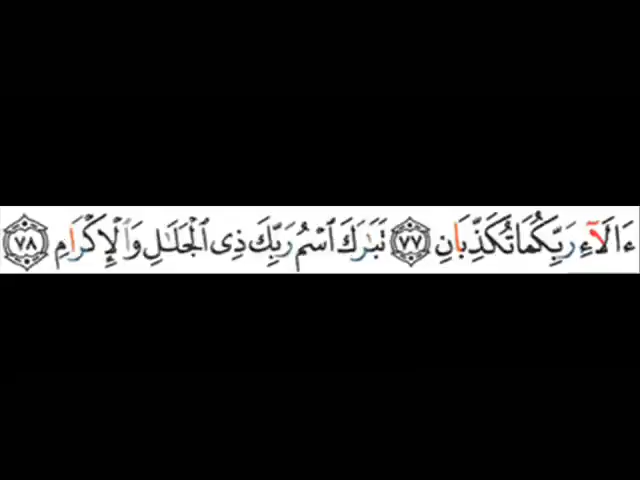 ءَالَآءِ رَبِّكُمَا تُكَذِّبَانِ ٧٧ تَبَٰرَكَ ٱسْمُ رَبِّكَ ذِى ٱلْجَلَٰلِ وَٱلْإِكْرَامِ ٧٨